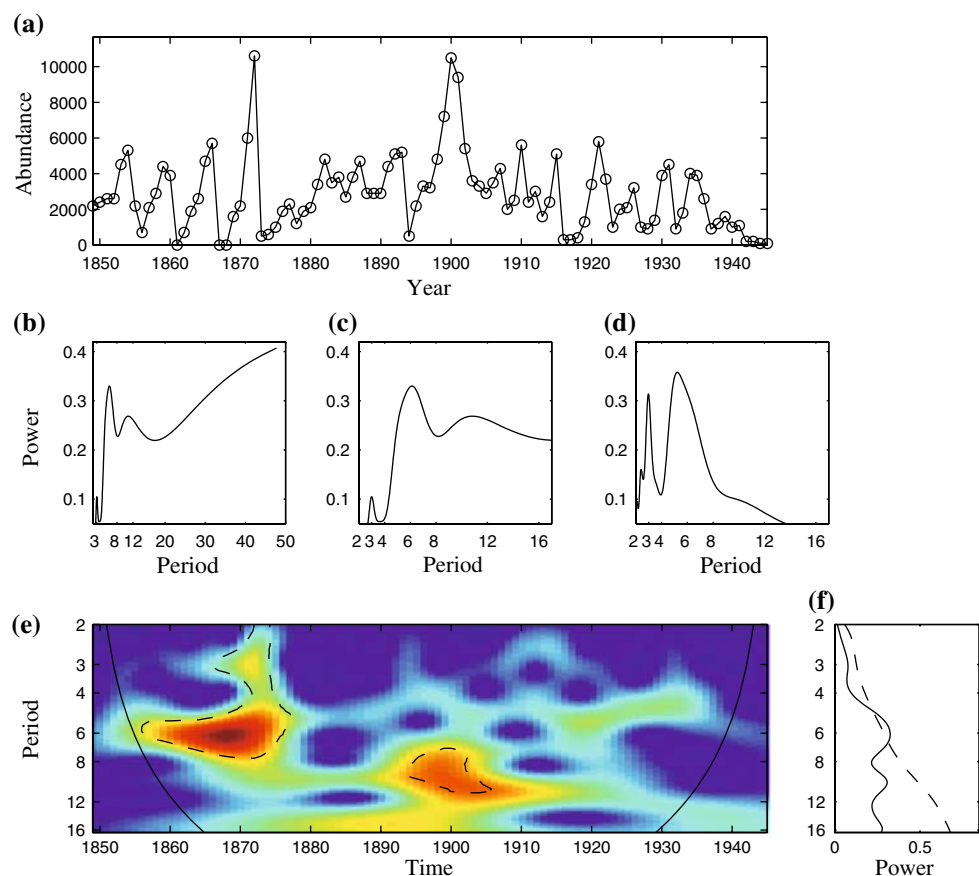 (a)
Abundance
10000
8000
6000
4000
2000
0
1850 1860 1870 1880 1890 1900 1910 1920 1930 1940
Year
(b) (c) (d)
Power
0.4 0.4 0.4
0.3 0.3 0.3
0.2 0.2 0.2
0.1 0.1 0.1
3 8 12 20 30 40 50 2 3 4 6 8 12 16 2 3 4 6 8 12 16
Period Period Period
(e) (f)
Period
2 2
3 3
4 4
6 6
8 8
12 12
16 16
1850 1860 1870 1880 1890 1900 1910 1920 1930 1940 0 0.5
Time Power